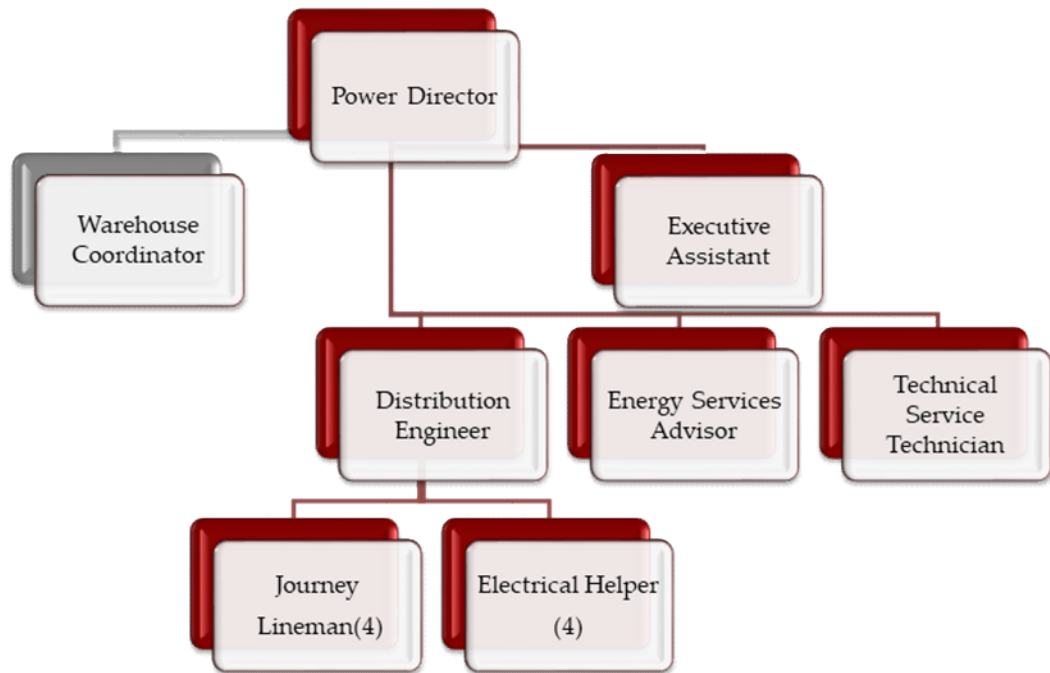 Power Director
Warehouse
Coordinator
Executive
Assistant
Distribution
Engineer
Energy Services
Advisor
Technical
Service
Technician
Journey
Lineman(4)
Electrical Helper
(4)